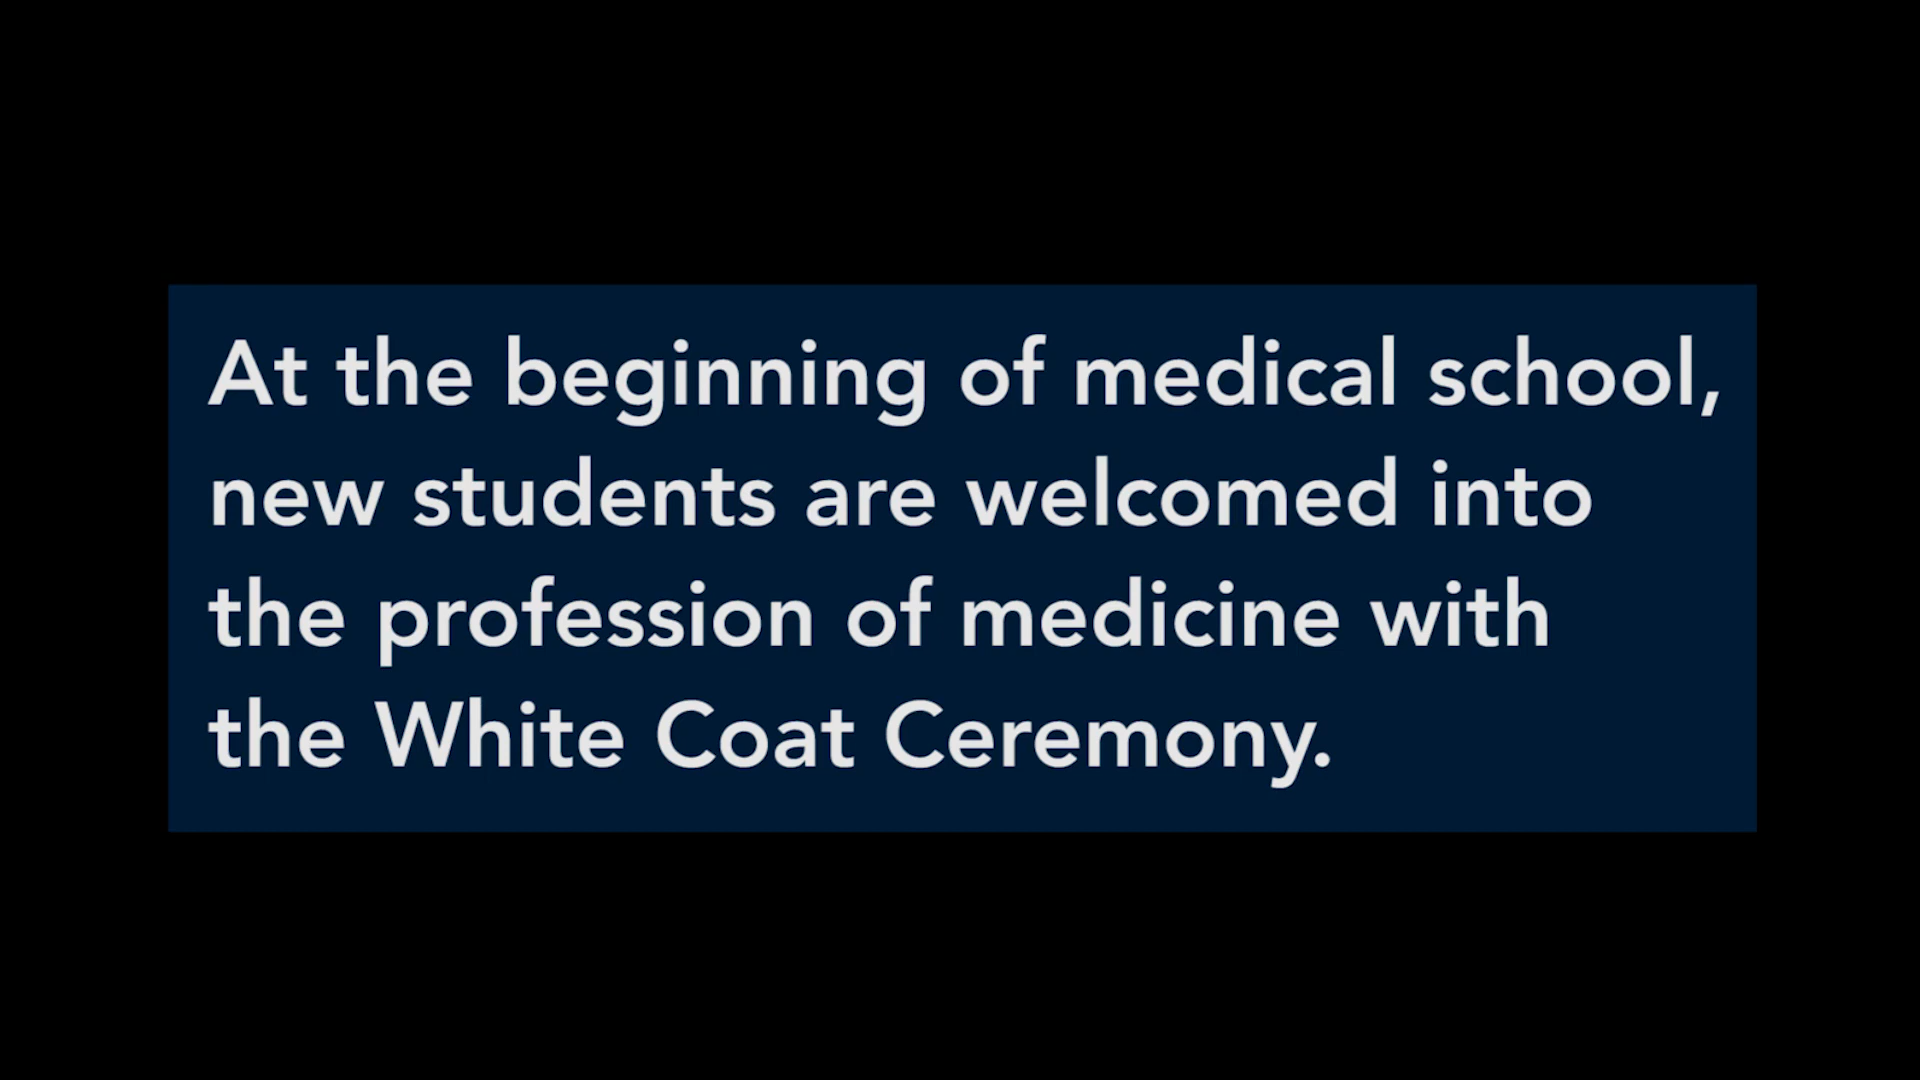 At the beginning of medical school,
new students are welcomed into
the profession of medicine with
the White Coat Ceremony.